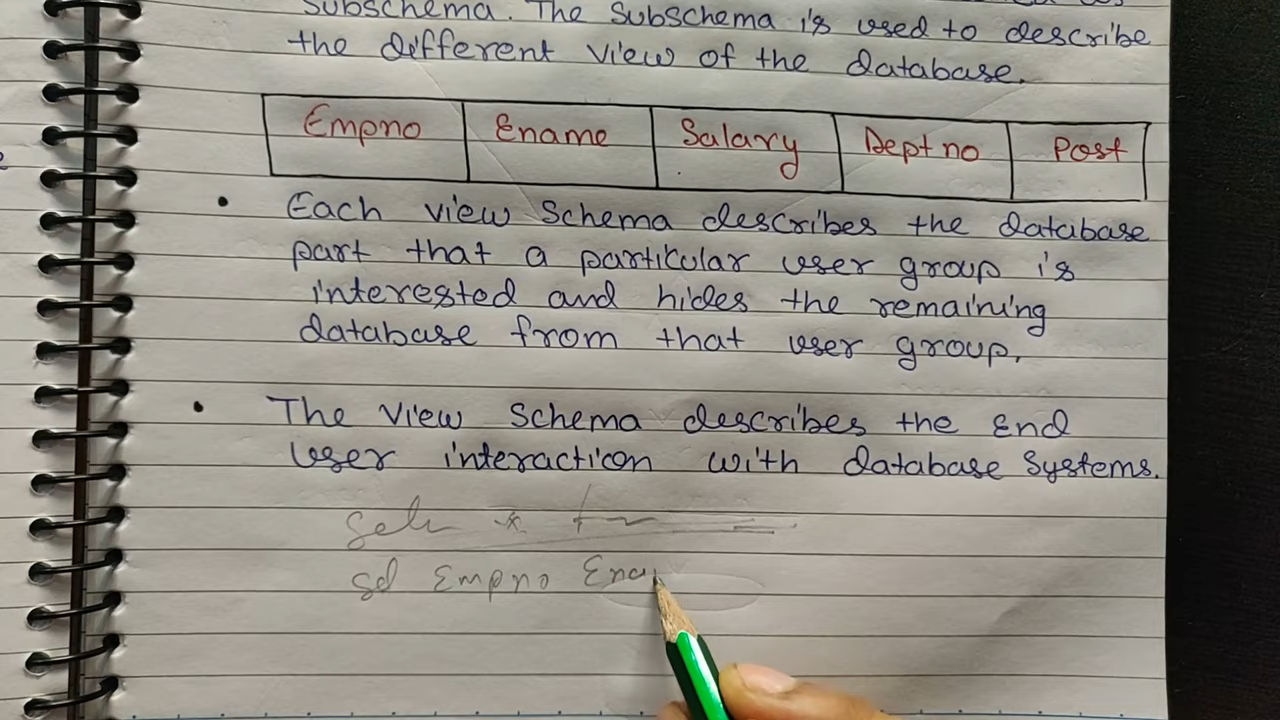 subschema. The subschema is used to describe
the different view of the database.
Empno Ename Salary Deptno Post
• Each view schema describes the database
part that a particular user group is
interested and hides the remaining
database from that user group.
• The view schema describes the End
User interaction with database systems.
Empno Ena